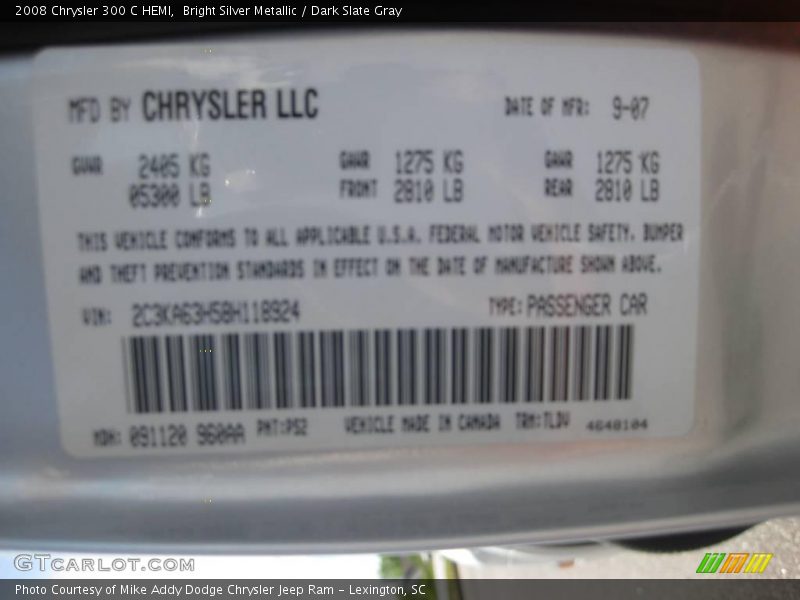 2008 Chrysler 300 C HEMI,  Bright Silver Metallic / Dark Slate Gray
MFD BY CHRYSLER LLC DATE OF MFR: 9-07
GVWR 2405 KG GAWR 1275 KG GAWR 1275 KG
05300 LB FRONT 2810 LB REAR 2810 LB
THIS VEHICLE CONFORMS TO ALL APPLICABLE U.S.A. FEDERAL MOTOR VEHICLE SAFETY, BUMPER
AND THEFT PREVENTION STANDARDS IN EFFECT ON THE DATE OF MANUFACTURE SHOWN ABOVE.
VIN: 2C3KA63H58H118924 TYPE: PASSENGER CAR
MDH: 091120 960AA PNT:PS2 VEHICLE MADE IN CANADA TRM:TLDV 4648104
GTCARLOT.COM
Photo Courtesy of Mike Addy Dodge Chrysler Jeep Ram – Lexington, SC